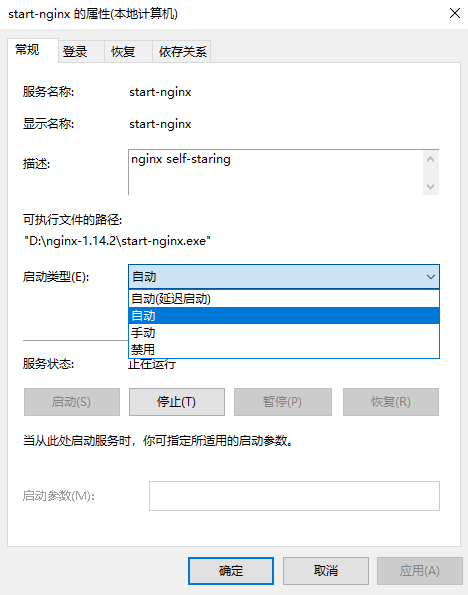 start-nginx 的属性(本地计算机)
常规 登录 恢复 依存关系
服务名称: start-nginx
显示名称: start-nginx
描述: nginx self-staring
可执行文件的路径:
"D:\nginx-1.14.2\start-nginx.exe"
启动类型(E): 自动
自动(延迟启动)
自动
手动
禁用
服务状态: 正在运行
启动(S) 停止(T) 暂停(P) 恢复(R)
当从此处启动服务时，你可指定所适用的启动参数。
启动参数(M):
确定 取消 应用(A)